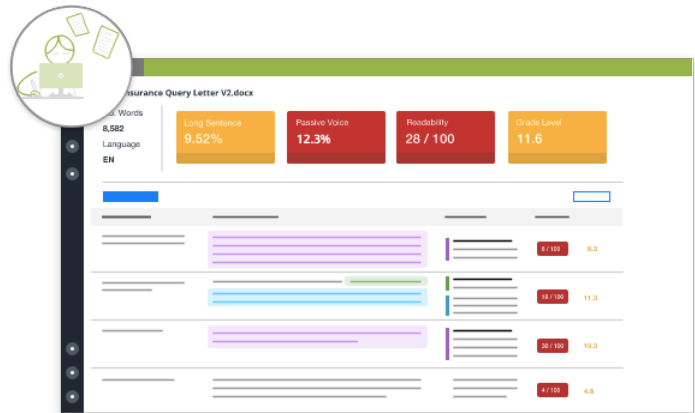 nsurance Query Letter V2.docx
Words
8,582
Language
EN
Long Sentence
9.52%
Passive Voice
12.3%
Readability
28 / 100
Grade Level
11.6
6 / 100 8.3
18 / 100 11.3
38 / 100 10.3
4 / 100 4.8